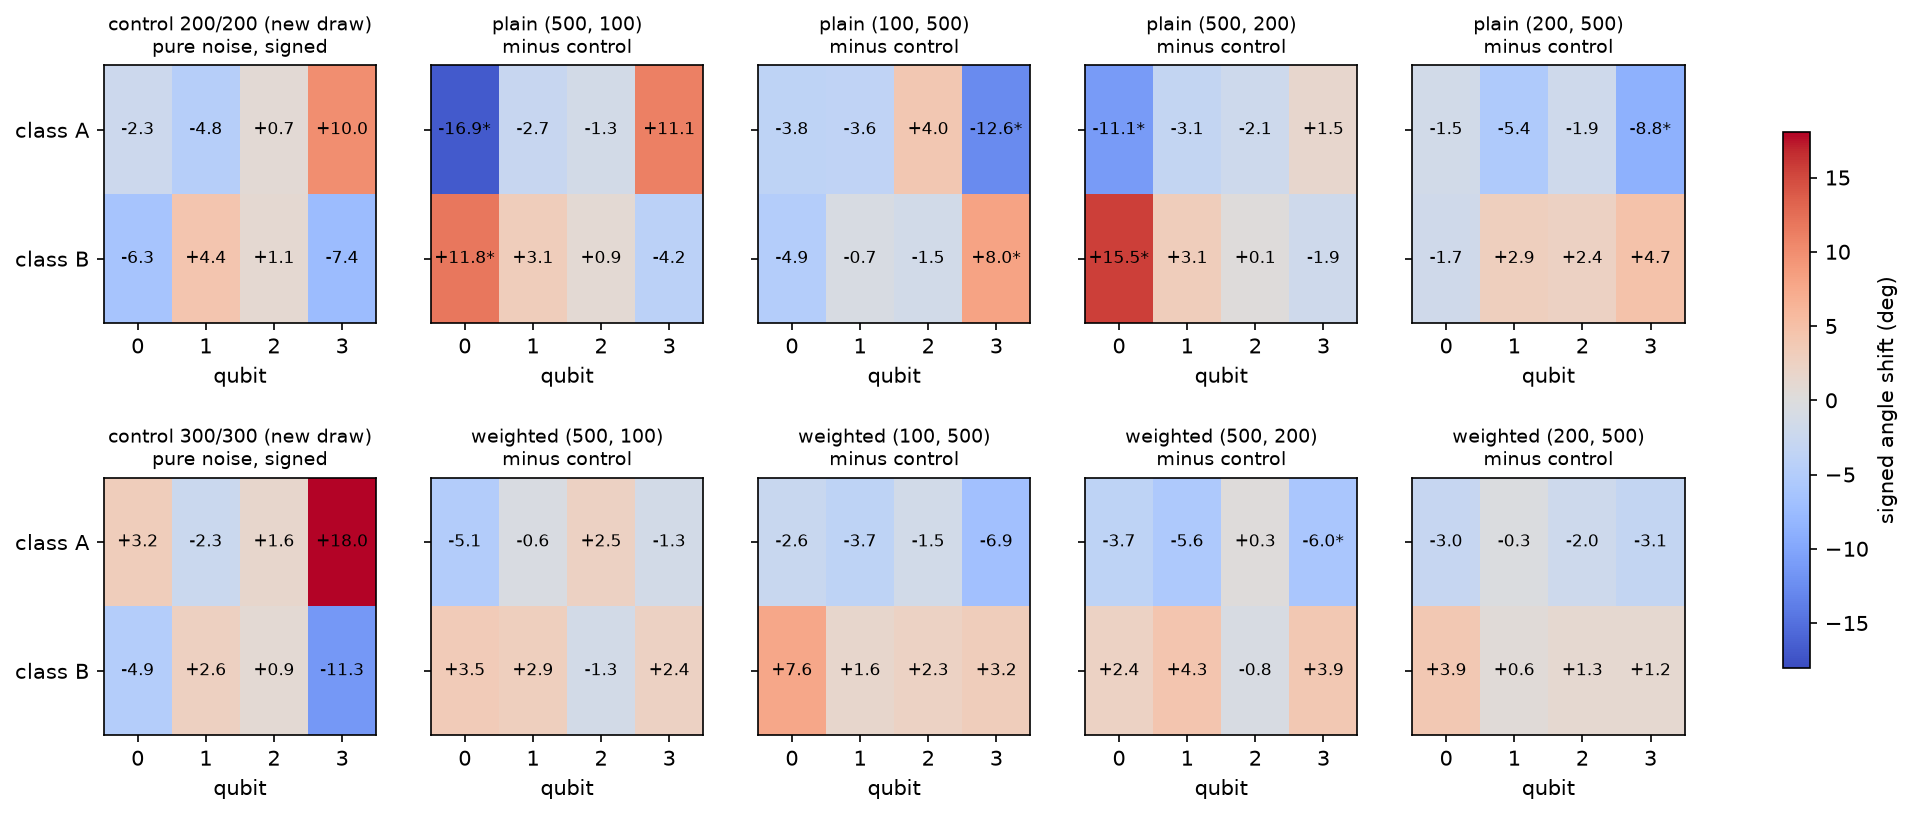 control 200/200 (new draw)
pure noise, signed
plain (500, 100)
minus control
plain (100, 500)
minus control
plain (500, 200)
minus control
plain (200, 500)
minus control
class A
-2.3 -4.8 +0.7 +10.0
-16.9* -2.7 -1.3 +11.1
-3.8 -3.6 +4.0 -12.6*
-11.1* -3.1 -2.1 +1.5
-1.5 -5.4 -1.9 -8.8*
class B
-6.3 +4.4 +1.1 -7.4
+11.8* +3.1 +0.9 -4.2
-4.9 -0.7 -1.5 +8.0*
+15.5* +3.1 +0.1 -1.9
-1.7 +2.9 +2.4 +4.7
0 1 2 3
0 1 2 3
0 1 2 3
0 1 2 3
0 1 2 3
qubit
qubit
qubit
qubit
qubit
control 300/300 (new draw)
pure noise, signed
weighted (500, 100)
minus control
weighted (100, 500)
minus control
weighted (500, 200)
minus control
weighted (200, 500)
minus control
class A
+3.2 -2.3 +1.6 +18.0
-5.1 -0.6 +2.5 -1.3
-2.6 -3.7 -1.5 -6.9
-3.7 -5.6 +0.3 -6.0*
-3.0 -0.3 -2.0 -3.1
class B
-4.9 +2.6 +0.9 -11.3
+3.5 +2.9 -1.3 +2.4
+7.6 +1.6 +2.3 +3.2
+2.4 +4.3 -0.8 +3.9
+3.9 +0.6 +1.3 +1.2
0 1 2 3
0 1 2 3
0 1 2 3
0 1 2 3
0 1 2 3
qubit
qubit
qubit
qubit
qubit
15
10
5
0
−5
−10
−15
signed angle shift (deg)